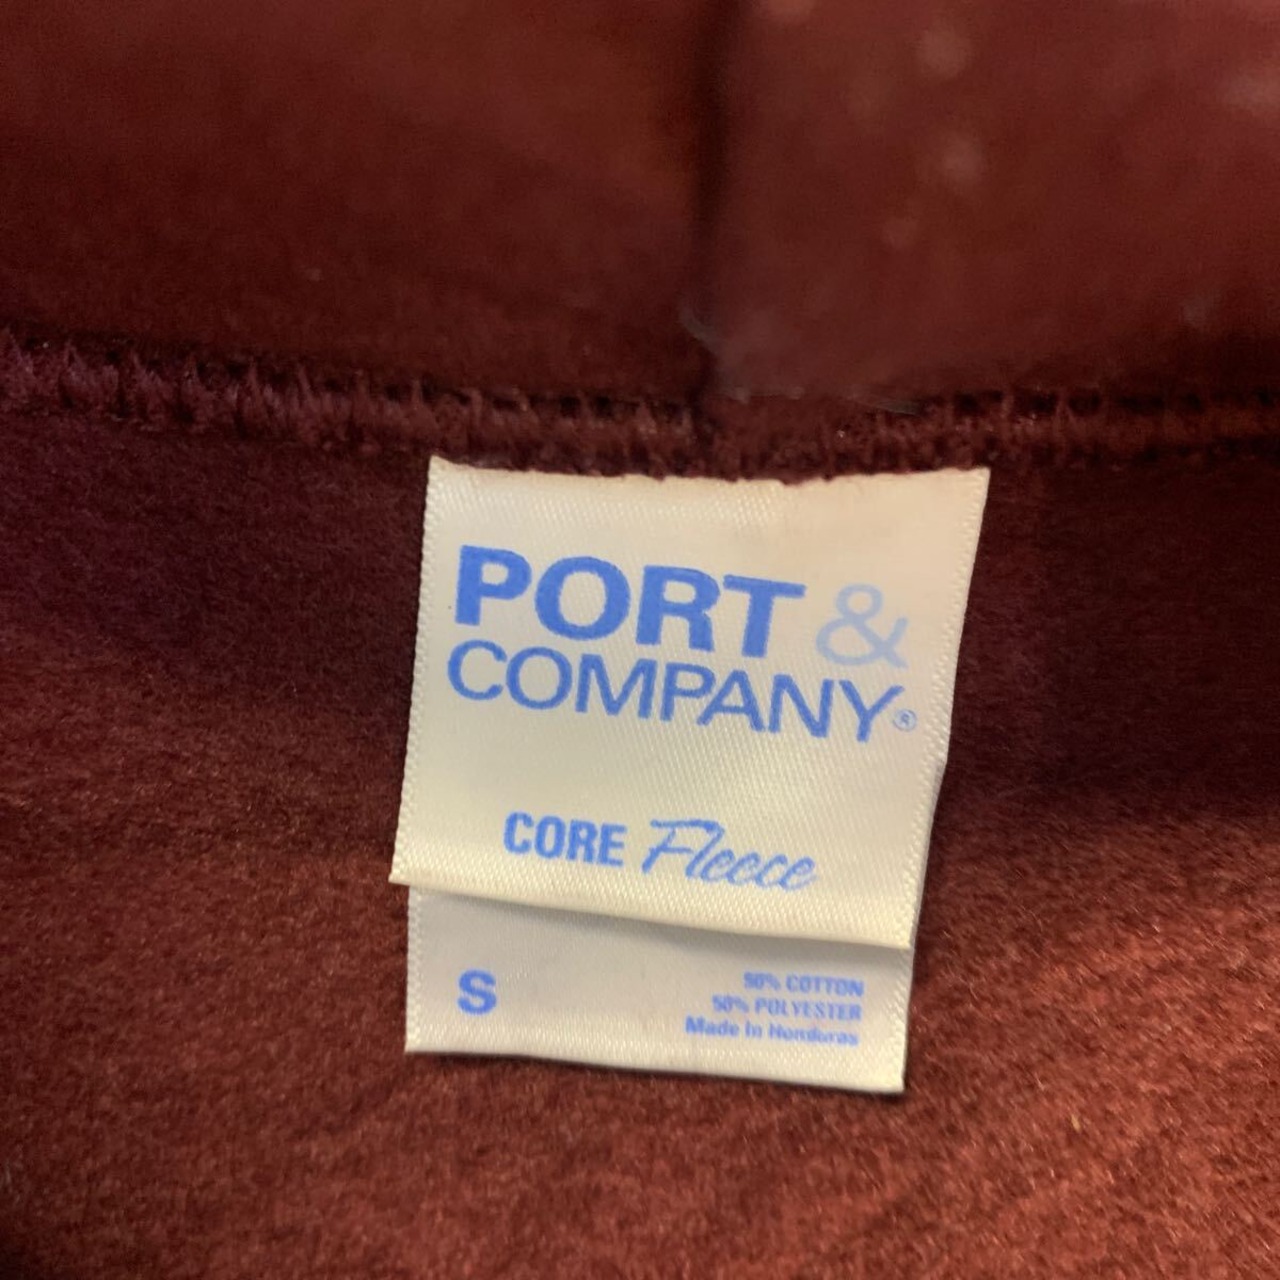 PORT &
COMPANY®
CORE Fleece
S
50% COTTON
50% POLYESTER
Made In Honduras